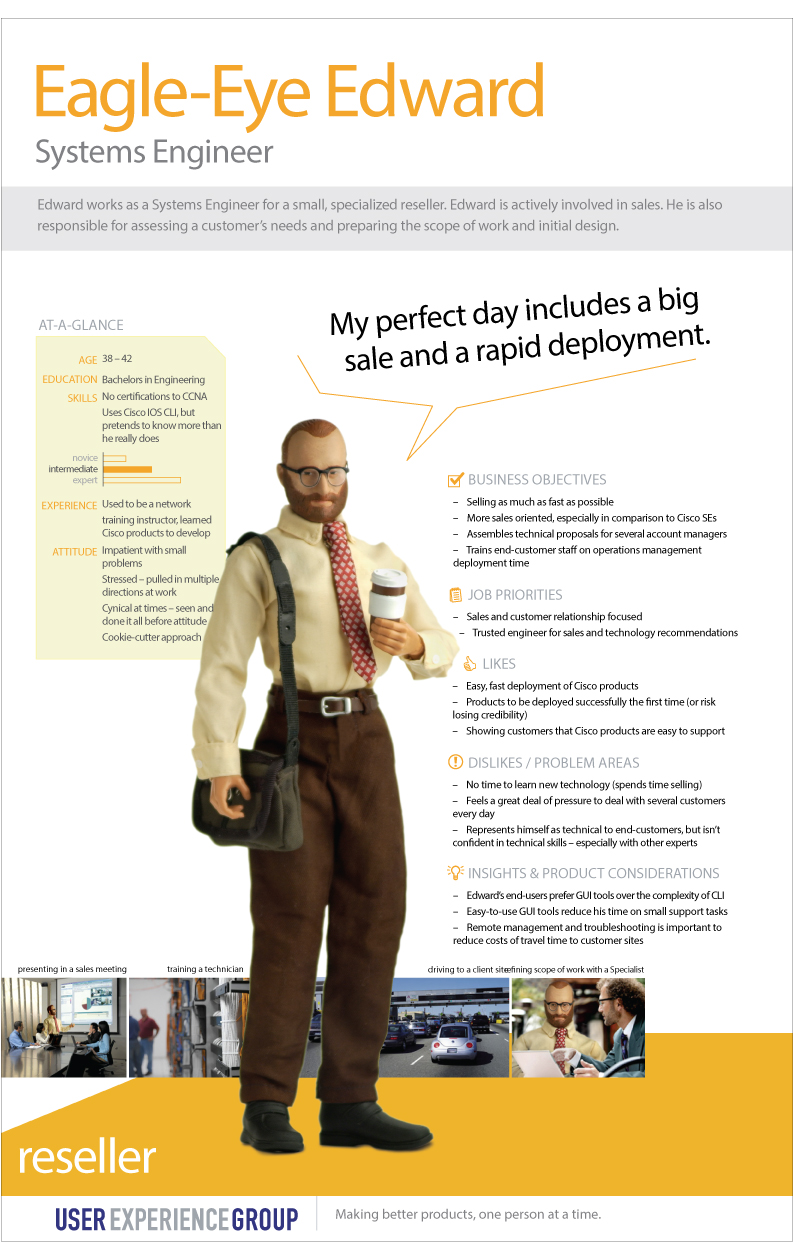 Eagle-Eye Edward
Systems Engineer
Edward works as a Systems Engineer for a small, specialized reseller. Edward is actively involved in sales. He is also
responsible for assessing a customer's needs and preparing the scope of work and initial design.
My perfect day includes a big
sale and a rapid deployment.
AT-A-GLANCE
AGE 38 – 42
EDUCATION Bachelors in Engineering
SKILLS No certifications to CCNA
Uses Cisco IOS CLI, but
pretends to know more than
he really does
novice
intermediate
expert
EXPERIENCE Used to be a network
training instructor, learned
Cisco products to develop
ATTITUDE Impatient with small
problems
Stressed – pulled in multiple
directions at work
Cynical at times – seen and
done it all before attitude
Cookie-cutter approach
BUSINESS OBJECTIVES
– Selling as much as fast as possible
– More sales oriented, especially in comparison to Cisco SEs
– Assembles technical proposals for several account managers
– Trains end-customer staff on operations management
deployment time
JOB PRIORITIES
– Sales and customer relationship focused
– Trusted engineer for sales and technology recommendations
LIKES
– Easy, fast deployment of Cisco products
– Products to be deployed successfully the first time (or risk
losing credibility)
– Showing customers that Cisco products are easy to support
DISLIKES / PROBLEM AREAS
– No time to learn new technology (spends time selling)
– Feels a great deal of pressure to deal with several customers
every day
– Represents himself as technical to end-customers, but isn't
confident in technical skills – especially with other experts
INSIGHTS & PRODUCT CONSIDERATIONS
– Edward's end-users prefer GUI tools over the complexity of CLI
– Easy-to-use GUI tools reduce his time on small support tasks
– Remote management and troubleshooting is important to
reduce costs of travel time to customer sites
presenting in a sales meeting
training a technician
driving to a client site
efining scope of work with a Specialist
reseller
USER EXPERIENCE GROUP
Making better products, one person at a time.